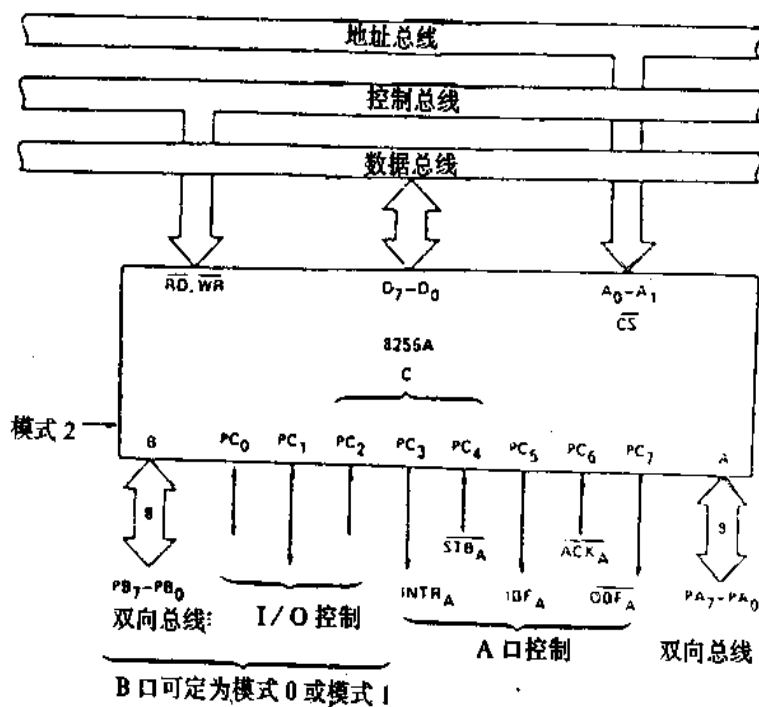 地址总线
控制总线
数据总线
RD, WR
D7-D0
A0-A1
CS
8256A
C
模式 2
B
PC0
PC1
PC2
PC3
PC4
PC5
PC6
PC7
A
8
STBA
ACKA
PB7-PB0
INTRA
IBFA
OBFA
PA7-PA0
双向总线
I/O 控制
A 口控制
双向总线
B 口可定为模式 0 或模式 1